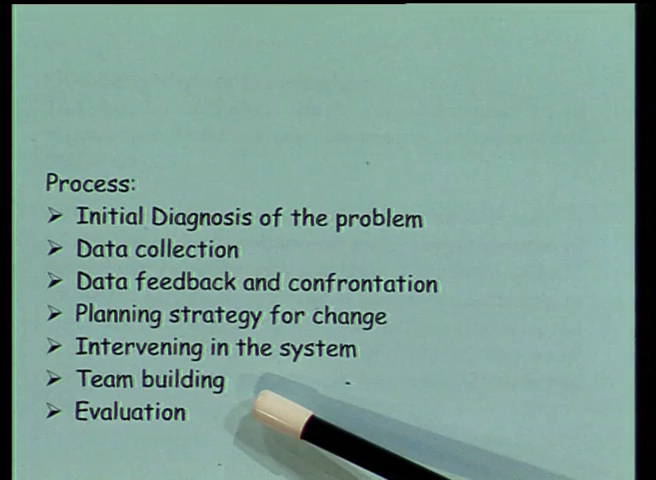 Process:
➢ Initial Diagnosis of the problem
➢ Data collection
➢ Data feedback and confrontation
➢ Planning strategy for change
➢ Intervening in the system
➢ Team building
➢ Evaluation